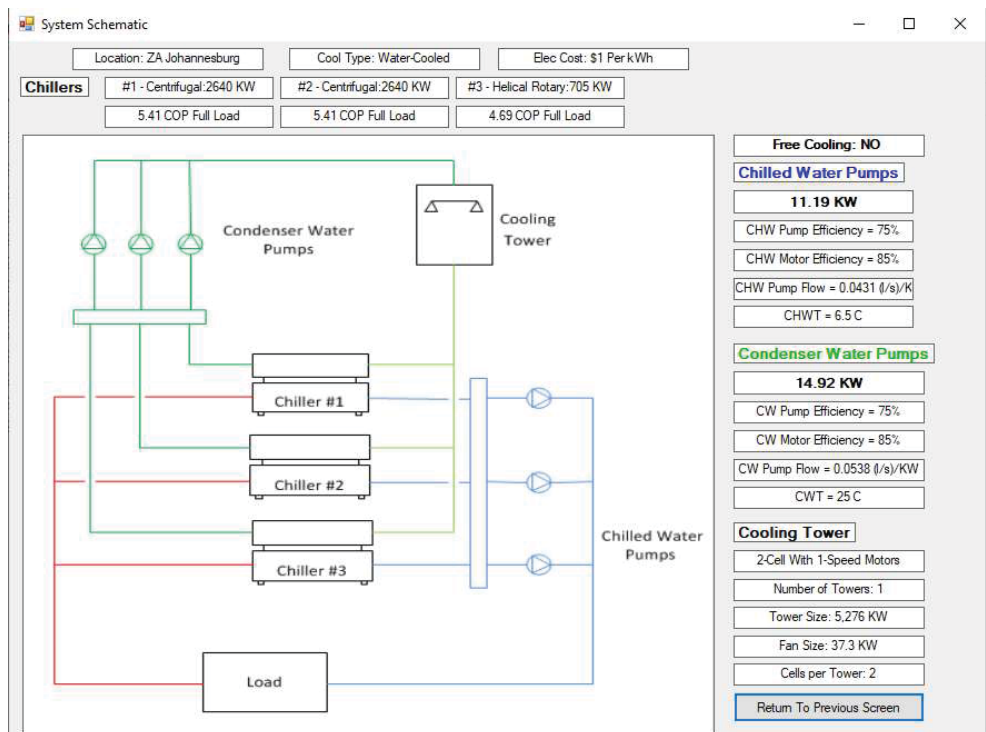 System Schematic
Location: ZA Johannesburg
Cool Type: Water-Cooled
Elec Cost: $1 Per kWh
Chillers
#1 - Centrifugal:2640 KW
#2 - Centrifugal:2640 KW
#3 - Helical Rotary:705 KW
5.41 COP Full Load
5.41 COP Full Load
4.69 COP Full Load
Condenser Water
Pumps
Cooling
Tower
Chiller #1
Chiller #2
Chiller #3
Chilled Water
Pumps
Load
Free Cooling: NO
Chilled Water Pumps
11.19 KW
CHW Pump Efficiency = 75%
CHW Motor Efficiency = 85%
CHW Pump Flow = 0.0431 (l/s)/K
CHWT = 6.5 C
Condenser Water Pumps
14.92 KW
CW Pump Efficiency = 75%
CW Motor Efficiency = 85%
CW Pump Flow = 0.0538 (l/s)/KW
CWT = 25 C
Cooling Tower
2-Cell With 1-Speed Motors
Number of Towers: 1
Tower Size: 5,276 KW
Fan Size: 37.3 KW
Cells per Tower: 2
Return To Previous Screen